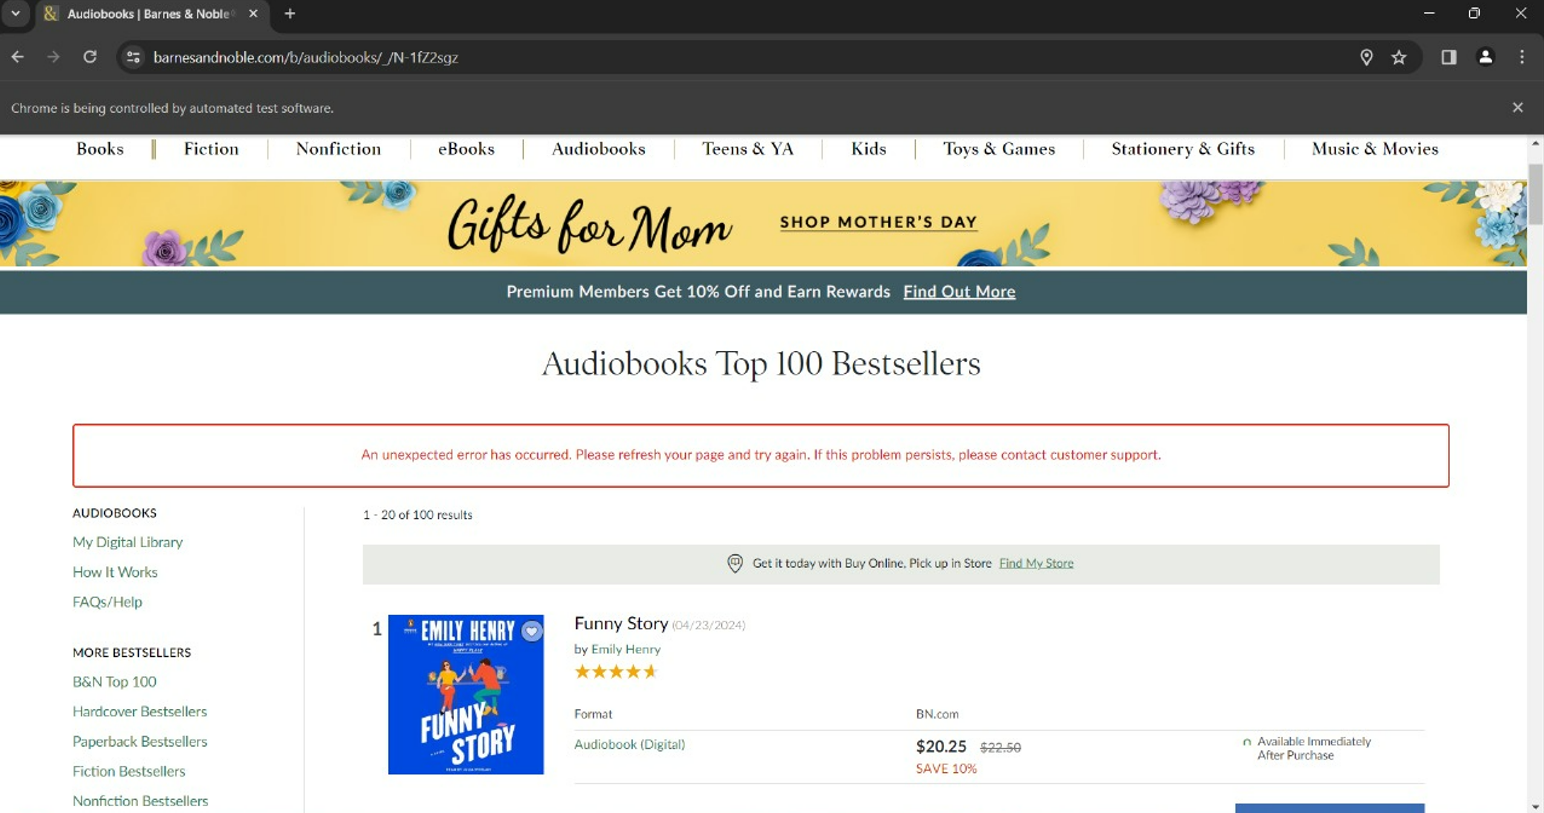 Audiobooks | Barnes & Noble
barnesandnoble.com/b/audiobooks/_/N-1fZ2sgz
Chrome is being controlled by automated test software.
Books Fiction Nonfiction eBooks Audiobooks Teens & YA Kids Toys & Games Stationery & Gifts Music & Movies
Gifts for Mom SHOP MOTHER'S DAY
Premium Members Get 10% Off and Earn Rewards Find Out More
Audiobooks Top 100 Bestsellers
An unexpected error has occurred. Please refresh your page and try again. If this problem persists, please contact customer support.
AUDIOBOOKS
My Digital Library
How It Works
FAQs/Help
MORE BESTSELLERS
B&N Top 100
Hardcover Bestsellers
Paperback Bestsellers
Fiction Bestsellers
Nonfiction Bestsellers
1 - 20 of 100 results
Get it today with Buy Online, Pick up in Store Find My Store
1
EMILY HENRY
FUNNY
STORY
Funny Story (04/23/2024)
by Emily Henry
Format BN.com
Audiobook (Digital) $20.25 $22.50
SAVE 10%
Available Immediately
After Purchase